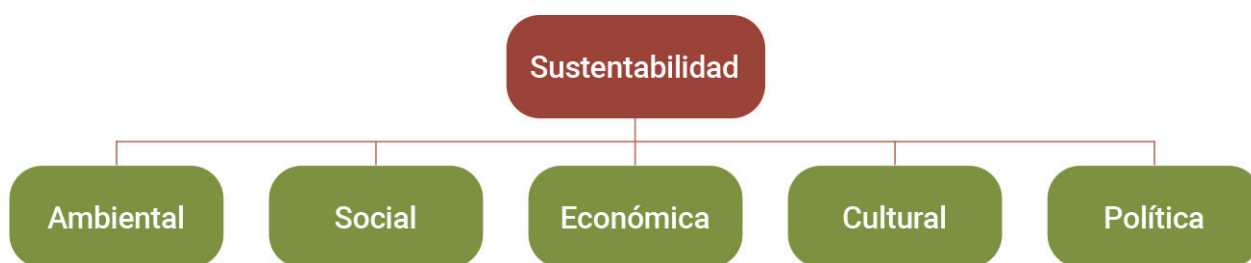 Sustentabilidad
Ambiental
Social
Económica
Cultural
Política